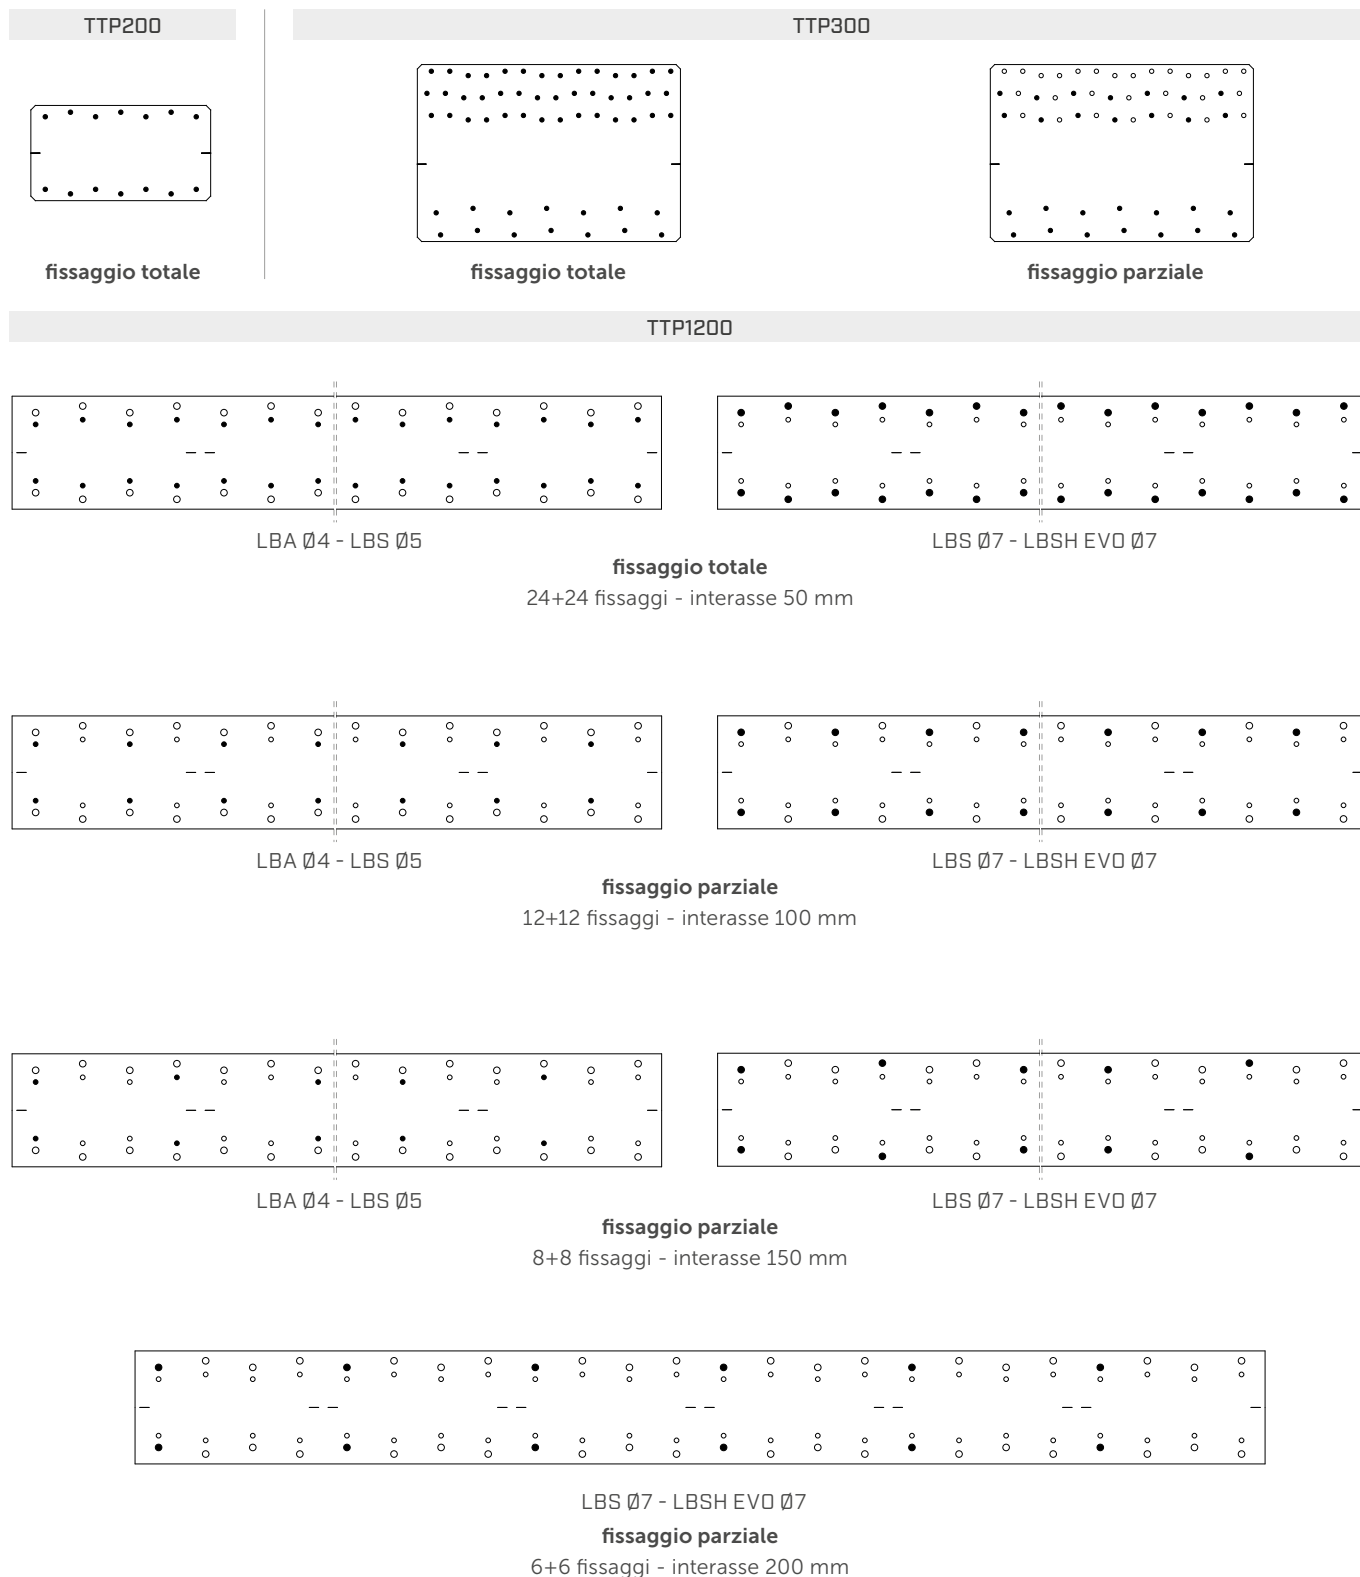 TTP200
TTP300
fissaggio totale
fissaggio totale
fissaggio parziale
TTP1200
LBA Ø4 - LBS Ø5
LBS Ø7 - LBSH EVO Ø7
fissaggio totale
24+24 fissaggi - interasse 50 mm
LBA Ø4 - LBS Ø5
LBS Ø7 - LBSH EVO Ø7
fissaggio parziale
12+12 fissaggi - interasse 100 mm
LBA Ø4 - LBS Ø5
LBS Ø7 - LBSH EVO Ø7
fissaggio parziale
8+8 fissaggi - interasse 150 mm
LBS Ø7 - LBSH EVO Ø7
fissaggio parziale
6+6 fissaggi - interasse 200 mm